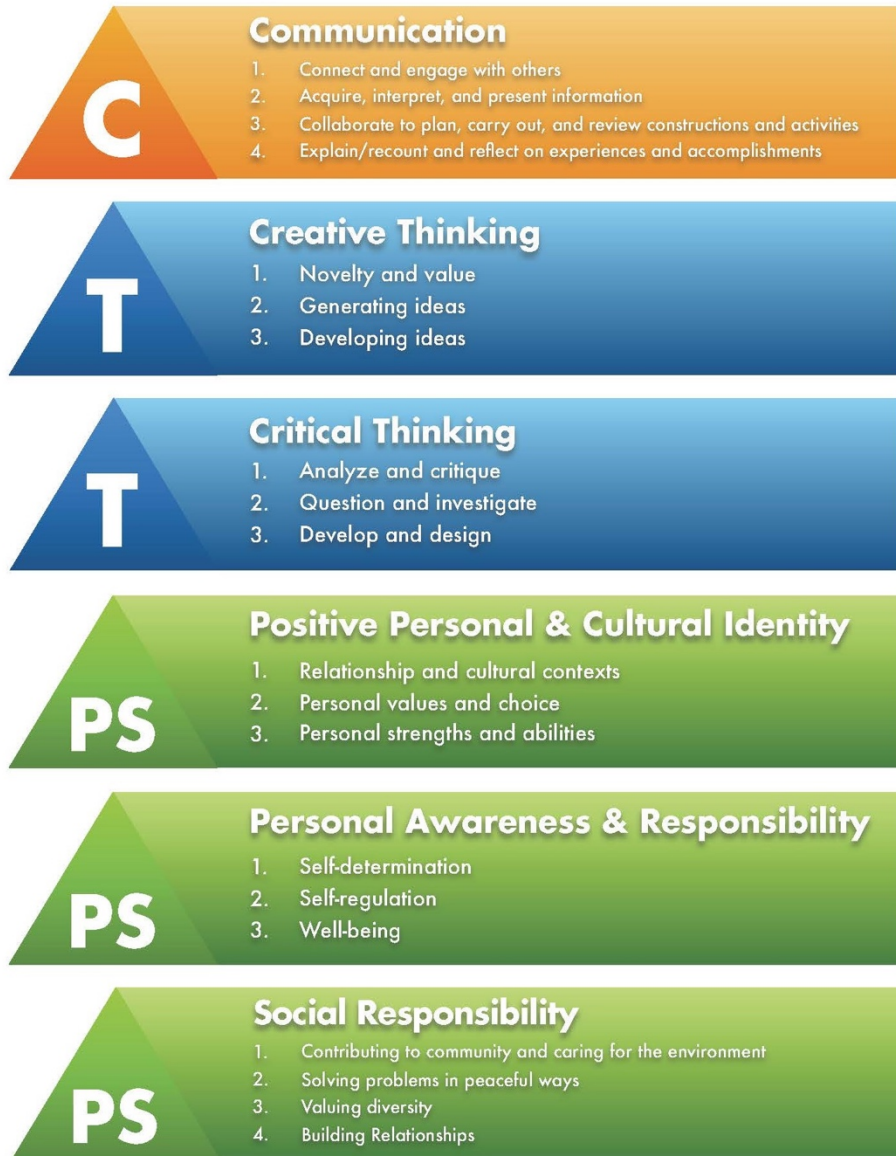 C
Communication
1. Connect and engage with others
2. Acquire, interpret, and present information
3. Collaborate to plan, carry out, and review constructions and activities
4. Explain/recount and reflect on experiences and accomplishments
T
Creative Thinking
1. Novelty and value
2. Generating ideas
3. Developing ideas
T
Critical Thinking
1. Analyze and critique
2. Question and investigate
3. Develop and design
PS
Positive Personal & Cultural Identity
1. Relationship and cultural contexts
2. Personal values and choice
3. Personal strengths and abilities
PS
Personal Awareness & Responsibility
1. Self-determination
2. Self-regulation
3. Well-being
PS
Social Responsibility
1. Contributing to community and caring for the environment
2. Solving problems in peaceful ways
3. Valuing diversity
4. Building Relationships